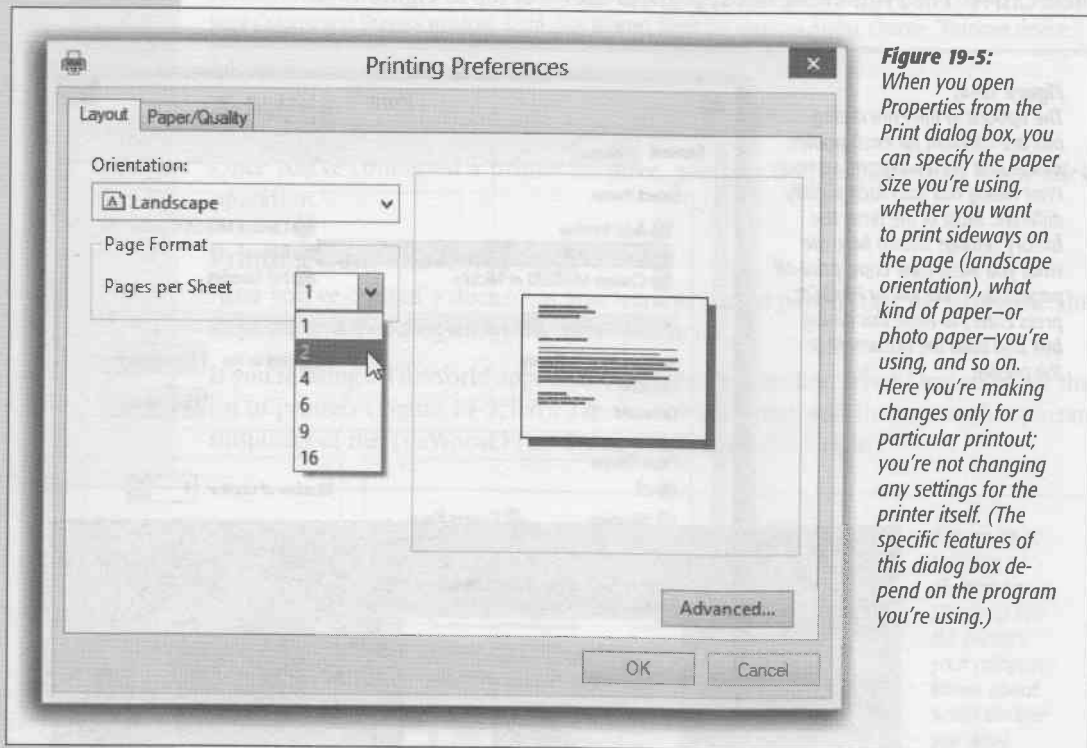 Printing Preferences
Layout
Paper/Quality
Orientation:
A Landscape
Page Format
Pages per Sheet
1
1
2
4
6
9
16
Advanced...
OK
Cancel
Figure 19-5:
When you open
Properties from the
Print dialog box, you
can specify the paper
size you're using,
whether you want
to print sideways on
the page (landscape
orientation), what
kind of paper—or
photo paper—you're
using, and so on.
Here you're making
changes only for a
particular printout;
you're not changing
any settings for the
printer itself. (The
specific features of
this dialog box de-
pend on the program
you're using.)